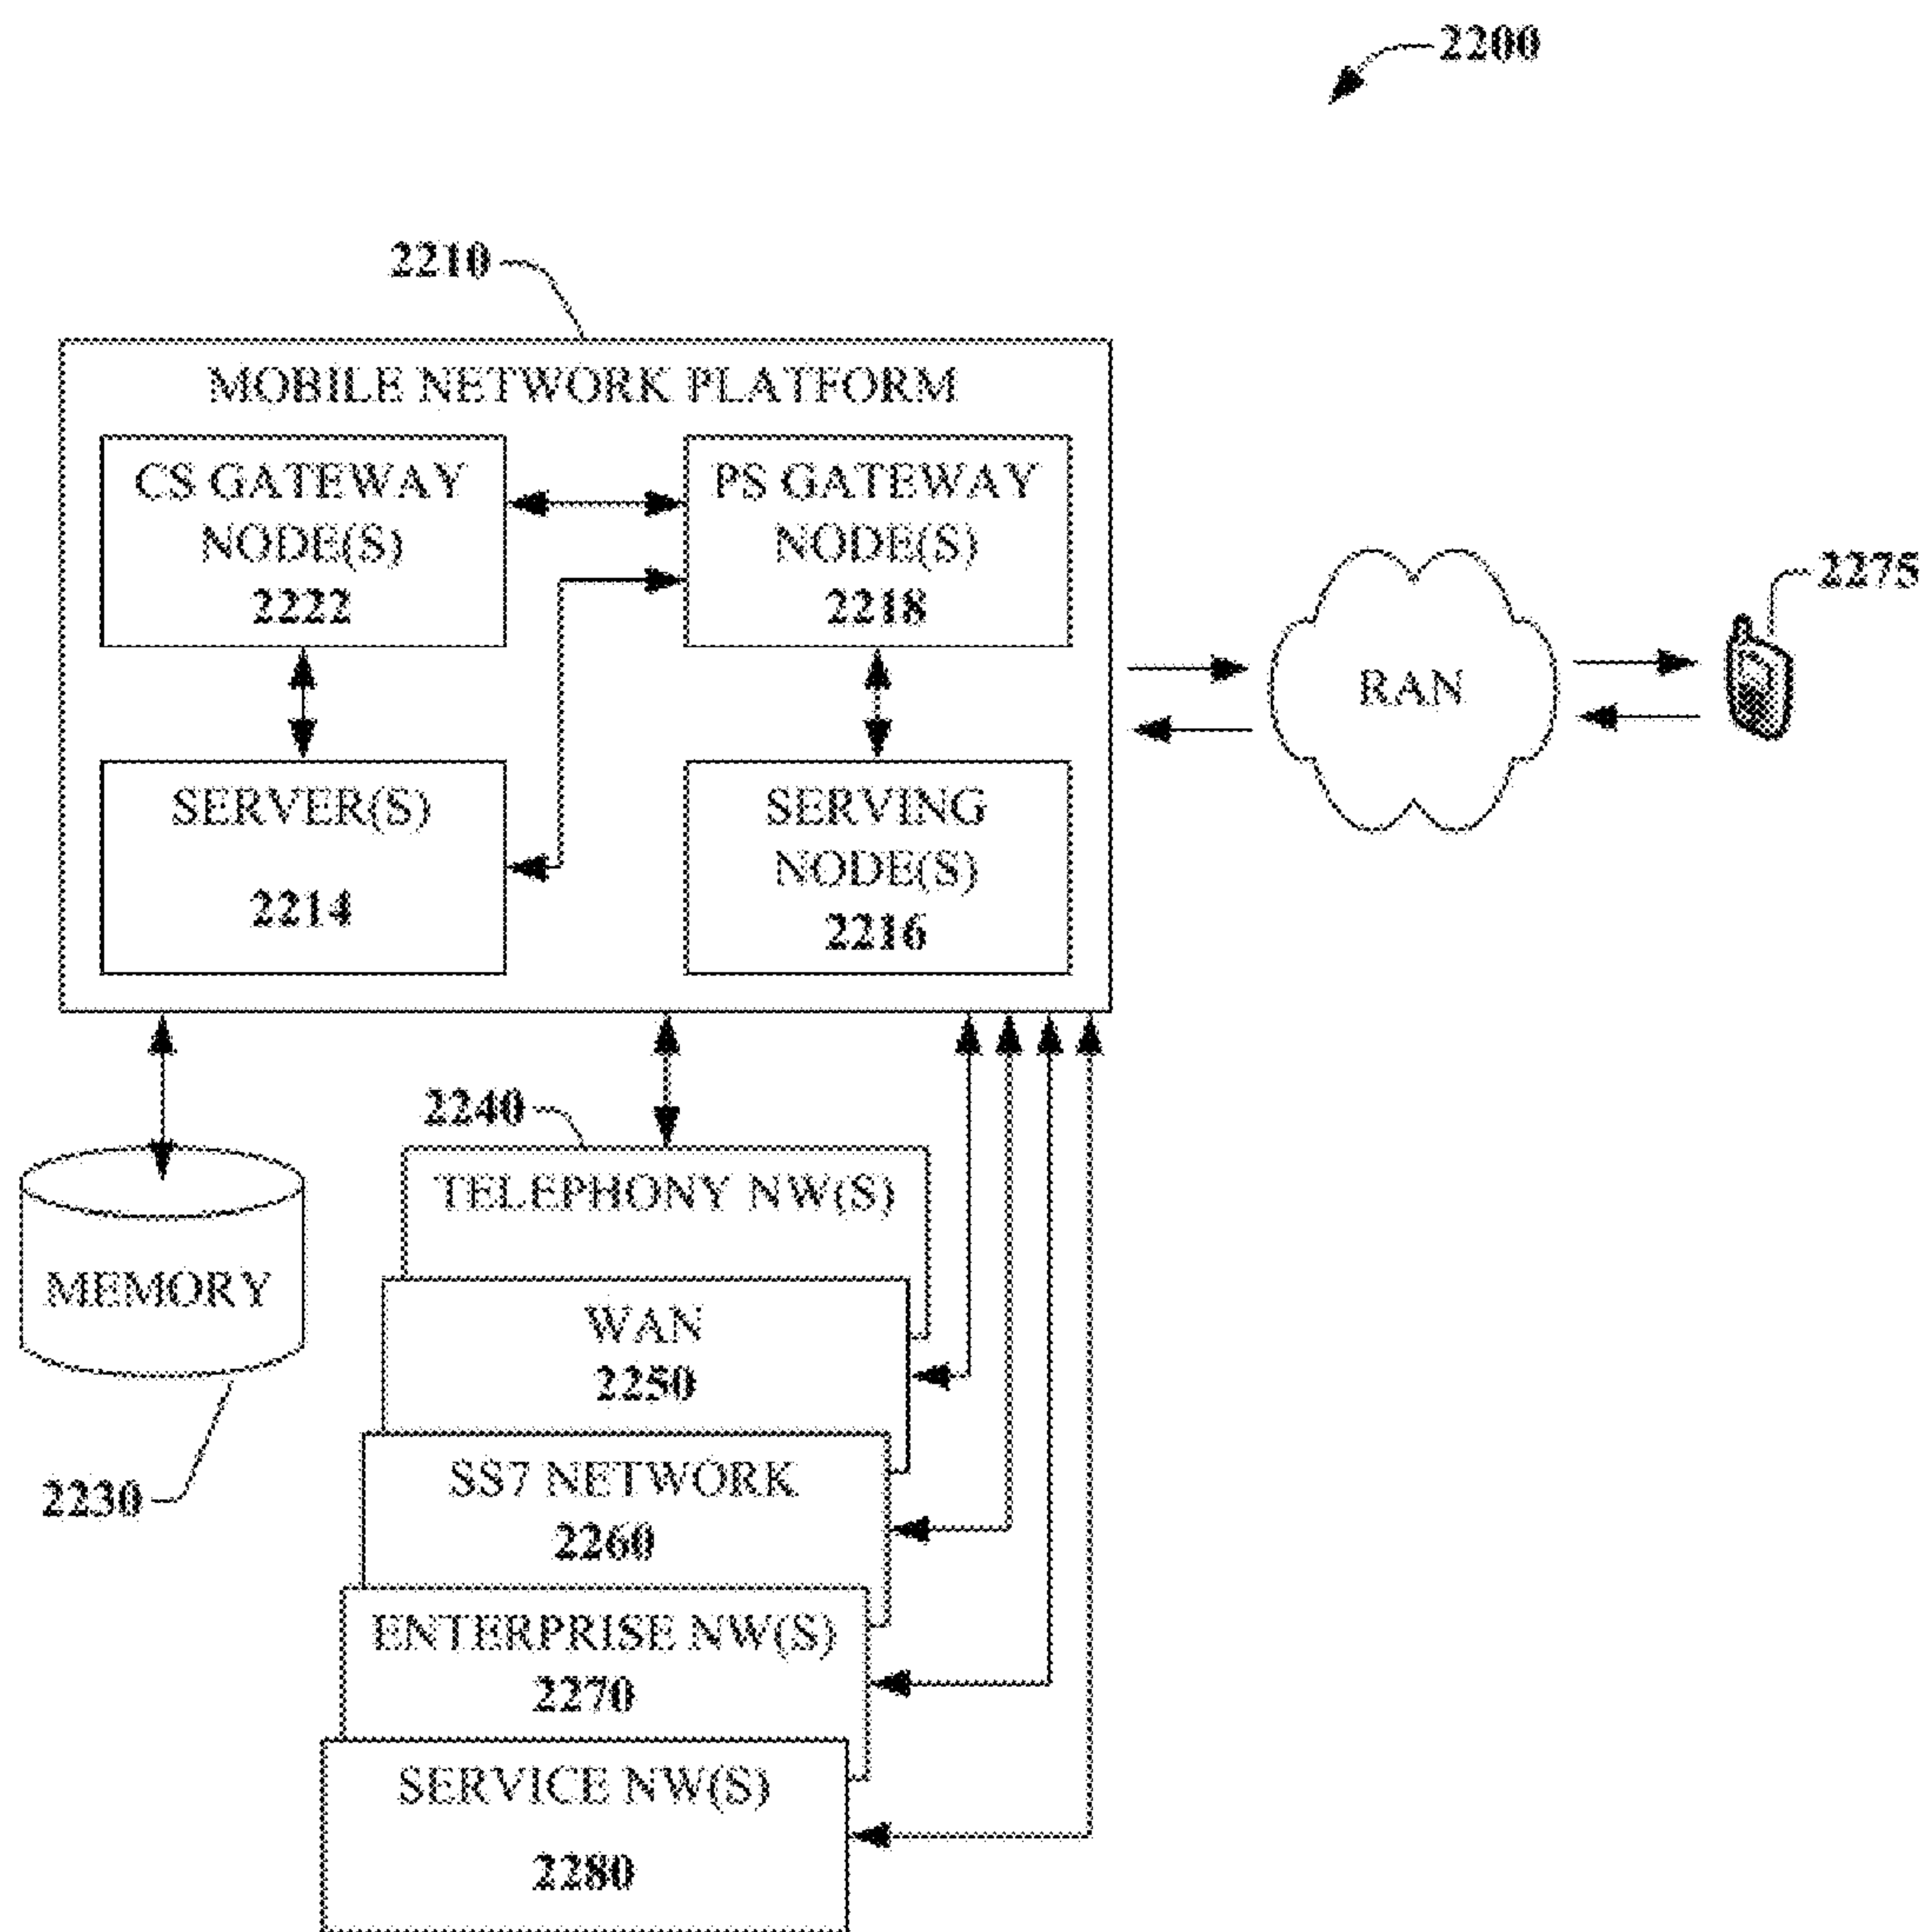 2200
2210
MOBILE NETWORK PLATFORM
CS GATEWAY
NODE(S)
2222
PS GATEWAY
NODE(S)
2218
SERVER(S)
2214
SERVING
NODE(S)
2216
RAN
2275
2240
TELEPHONY NW(S)
MEMORY
2230
WAN
2250
SS7 NETWORK
2260
ENTERPRISE NW(S)
2270
SERVICE NW(S)
2280